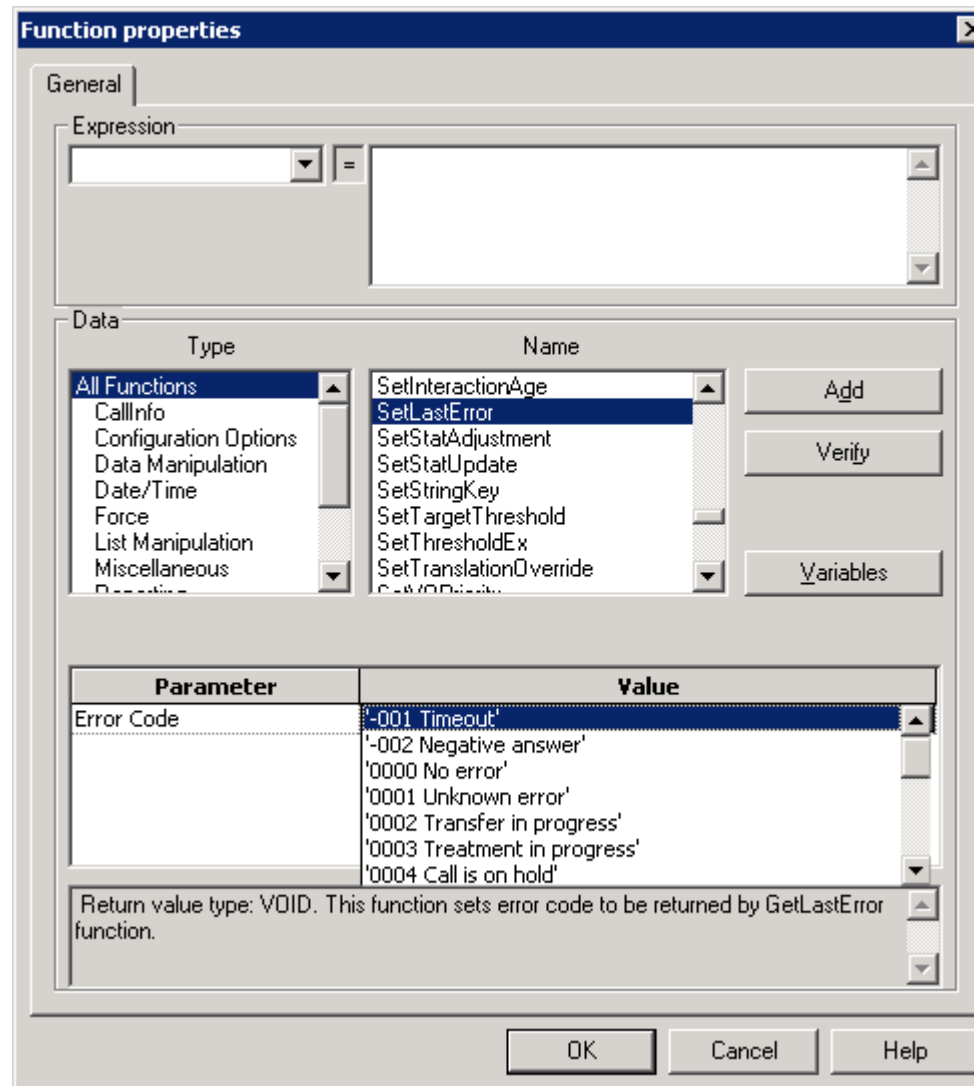 Function properties
General
Expression
=
Data
Type
Name
All Functions
CallInfo
Configuration Options
Data Manipulation
Date/Time
Force
List Manipulation
Miscellaneous
SetInteractionAge
SetLastError
SetStatAdjustment
SetStatUpdate
SetStringKey
SetTargetThreshold
SetThresholdEx
SetTranslationOverride
Add
Verify
Variables
Parameter
Value
Error Code
'-001 Timeout'
'-002 Negative answer'
'0000 No error'
'0001 Unknown error'
'0002 Transfer in progress'
'0003 Treatment in progress'
'0004 Call is on hold'
Return value type: VOID. This function sets error code to be returned by GetLastError
function.
OK
Cancel
Help